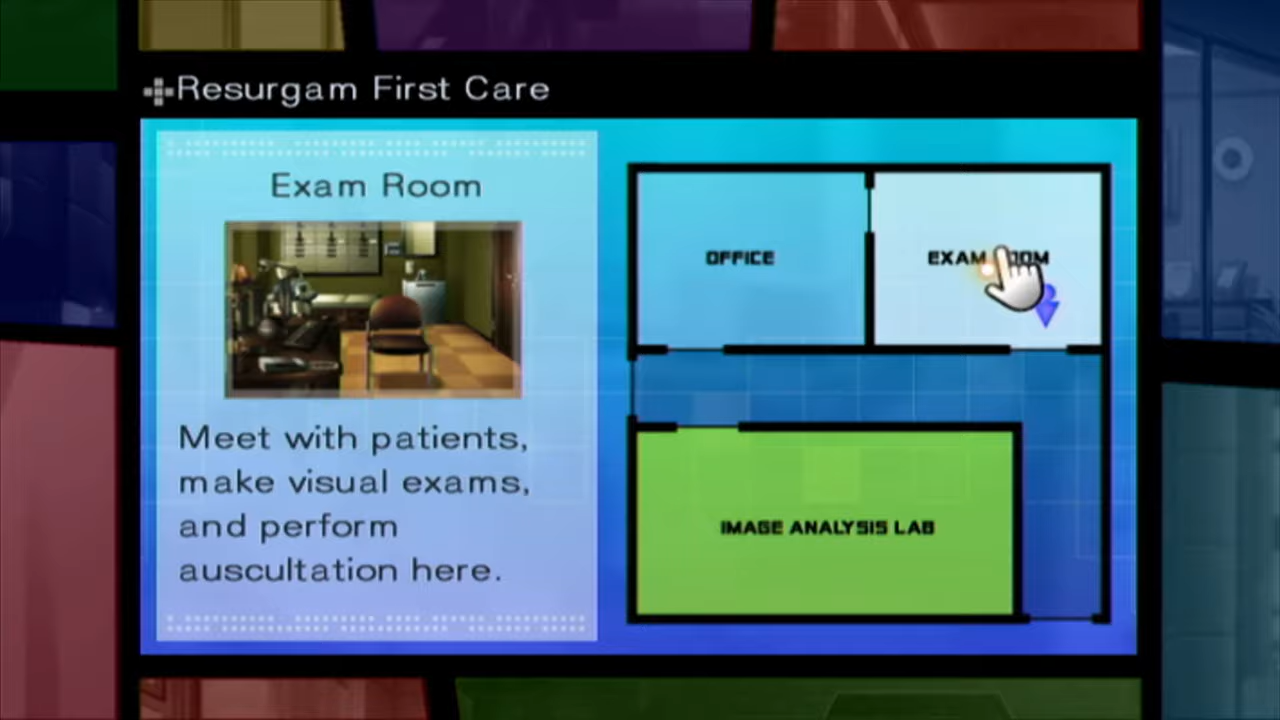 Resurgam First Care
Exam Room
Meet with patients,
make visual exams,
and perform
auscultation here.
OFFICE
EXAM
IMAGE ANALYSIS LAB